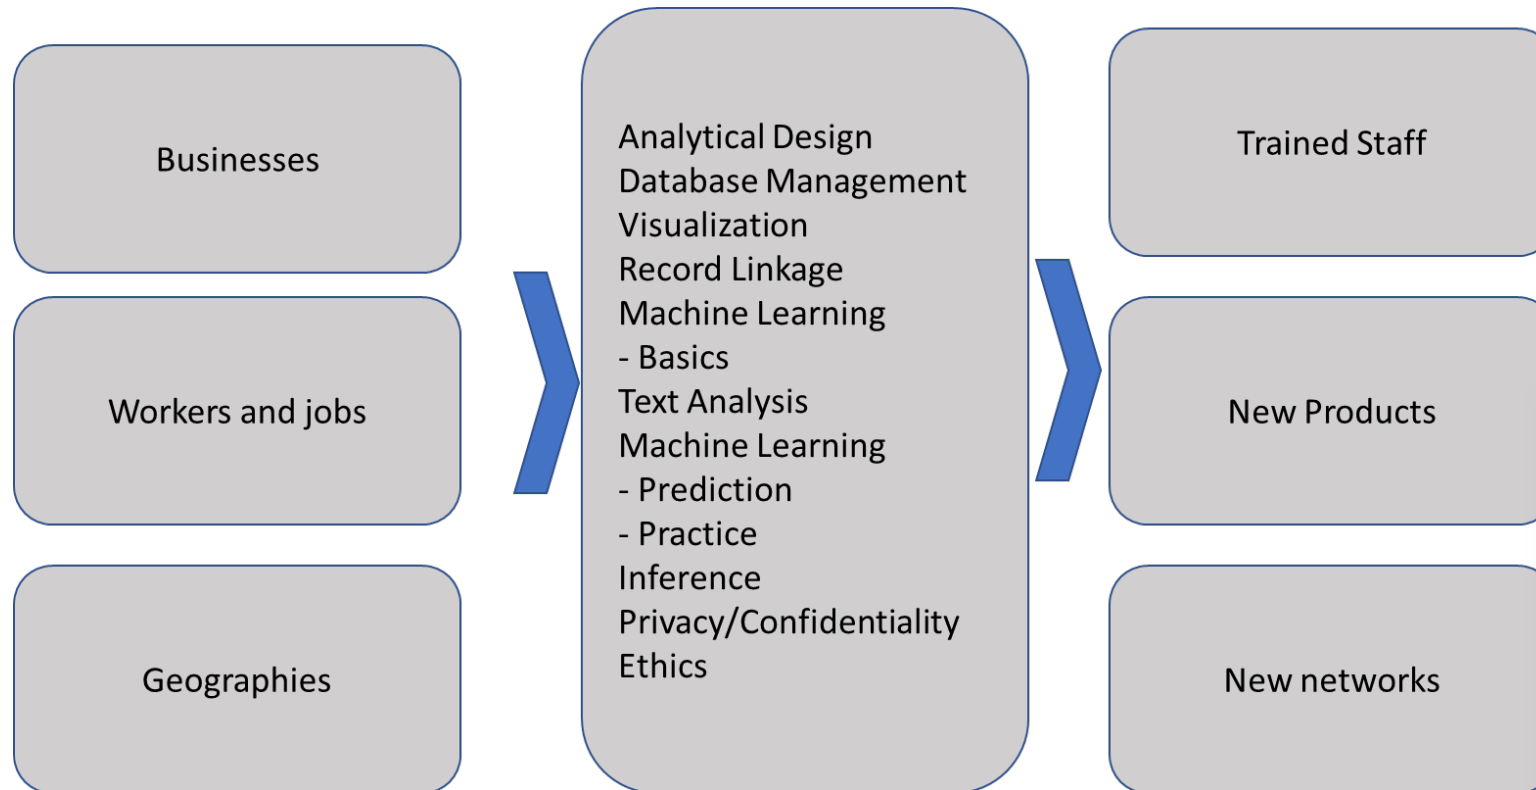 Businesses
Workers and jobs
Geographies
Analytical Design
Database Management
Visualization
Record Linkage
Machine Learning
- Basics
Text Analysis
Machine Learning
- Prediction
- Practice
Inference
Privacy/Confidentiality
Ethics
Trained Staff
New Products
New networks